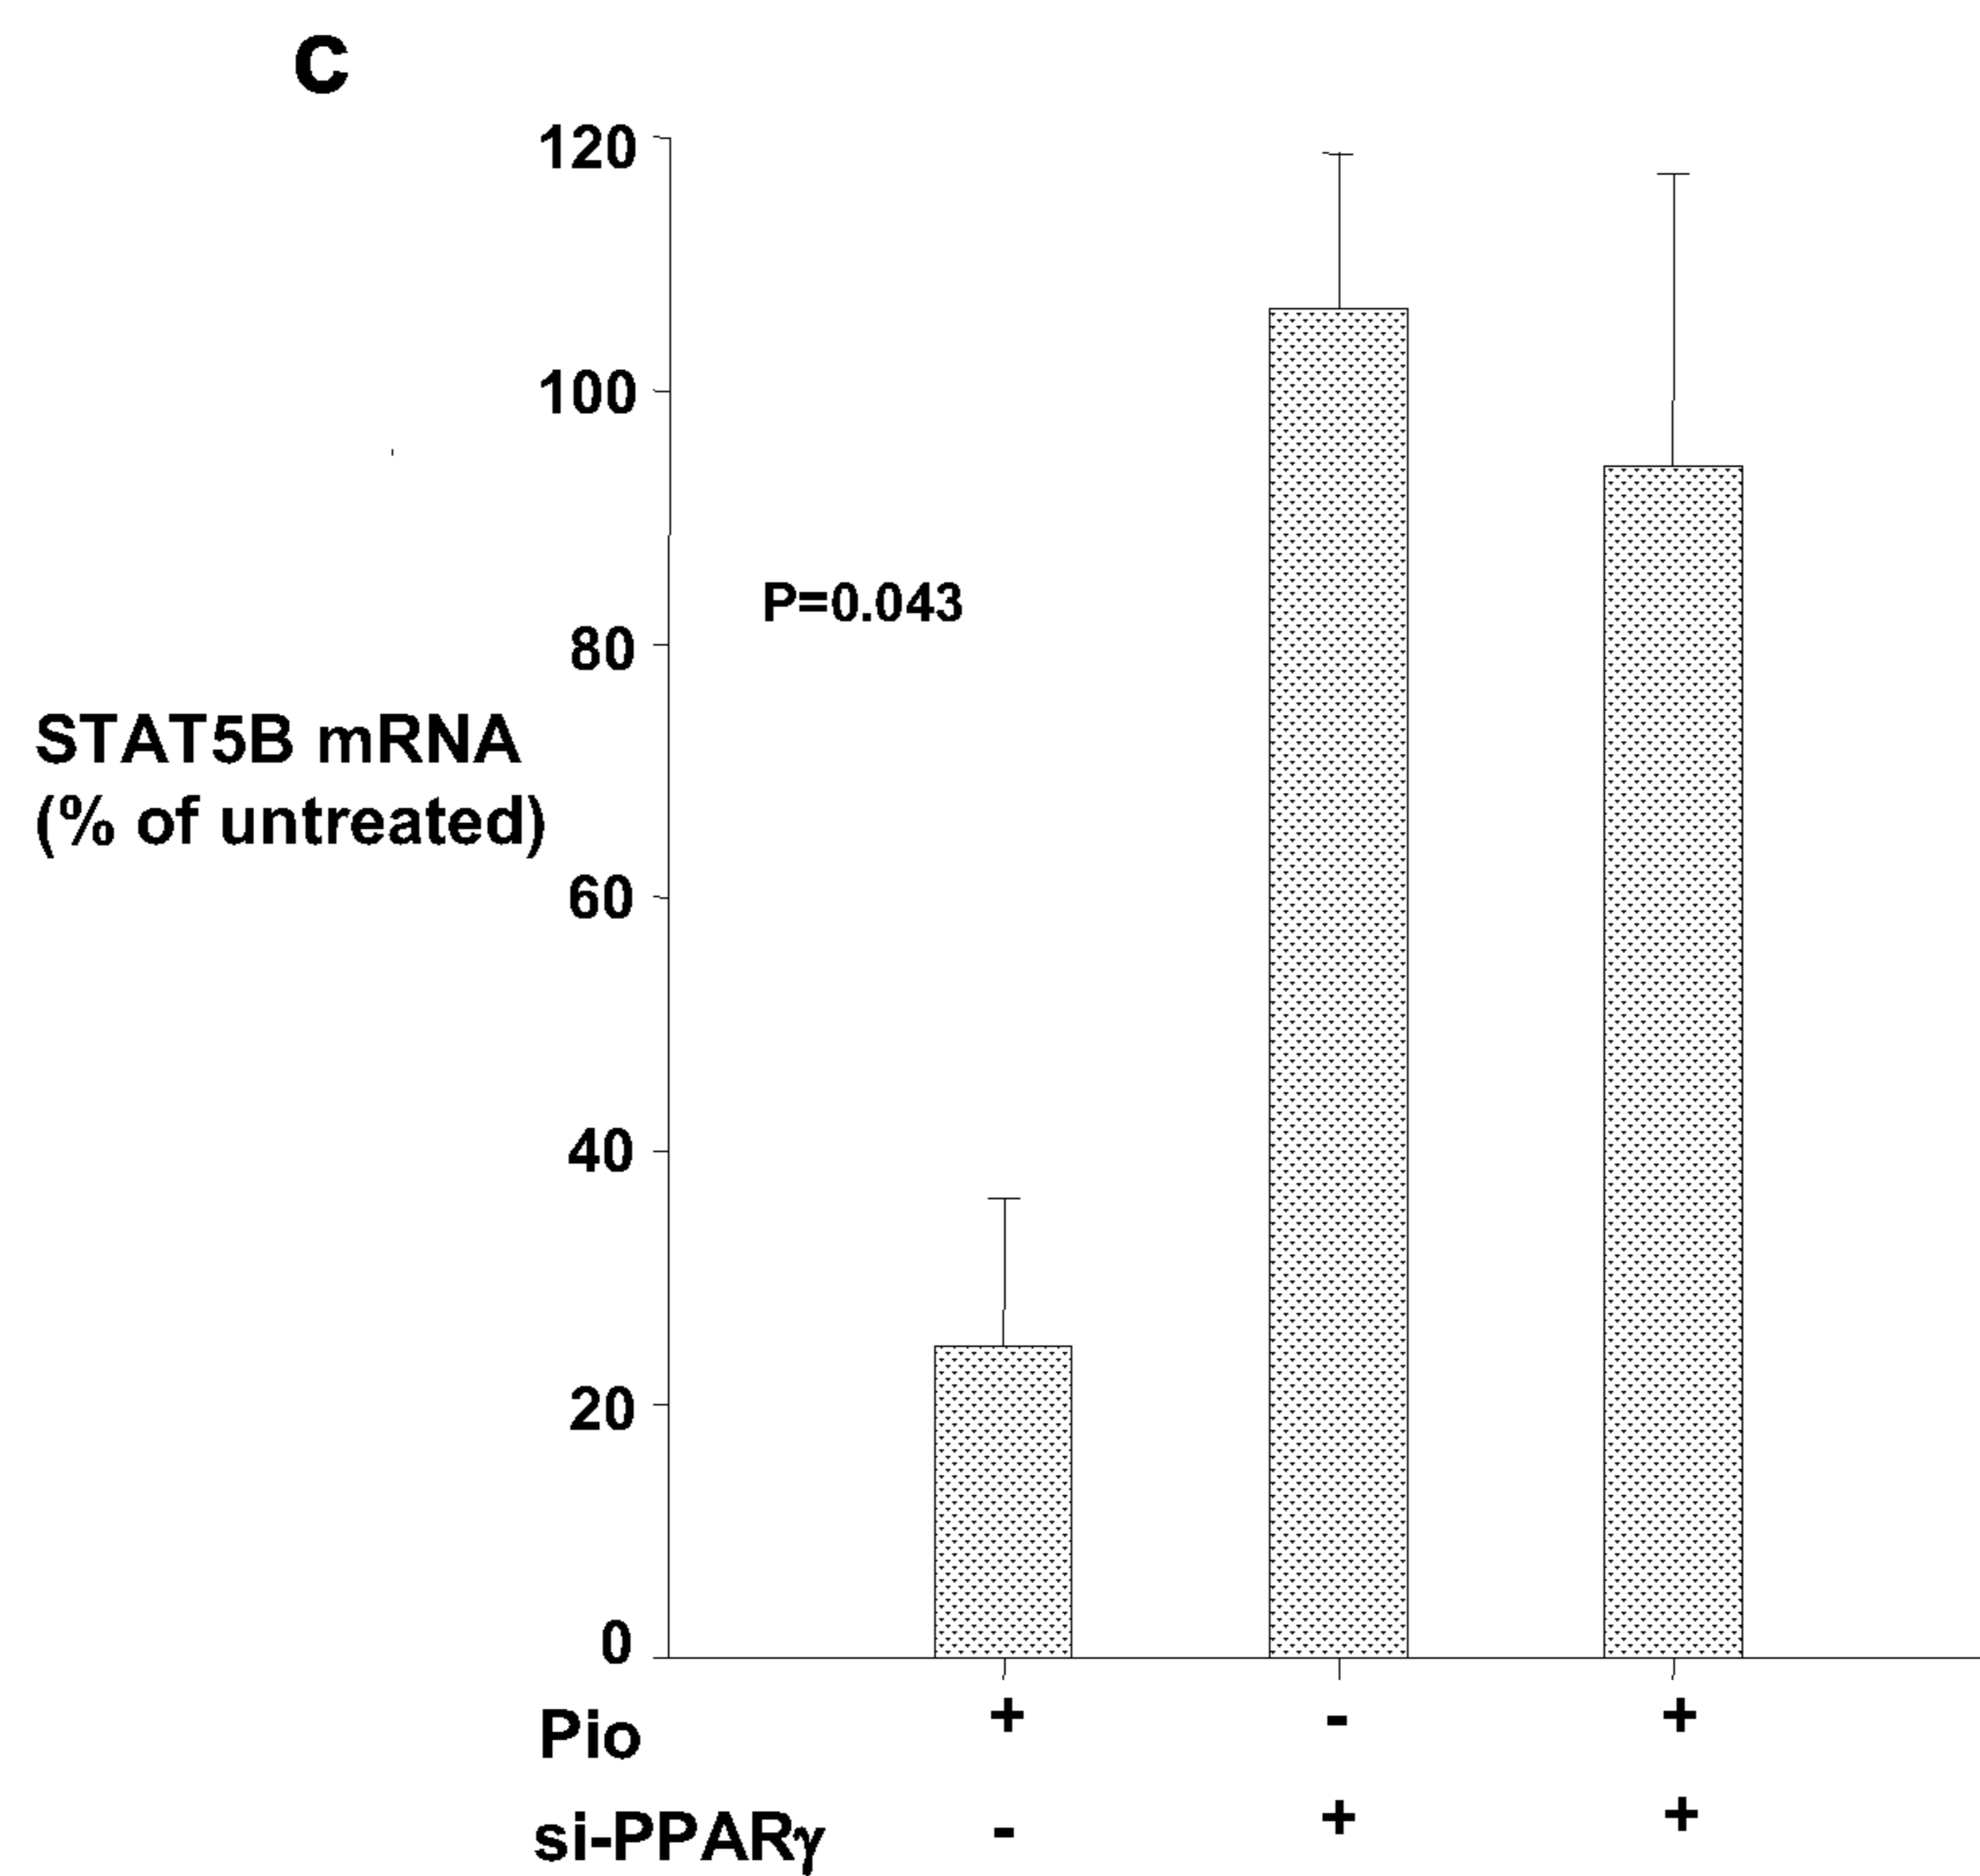 C
120
100
P=0.043
80
STAT5B mRNA
(% of untreated)
60
40
20
0
Pio + - +
si-PPARγ - + +